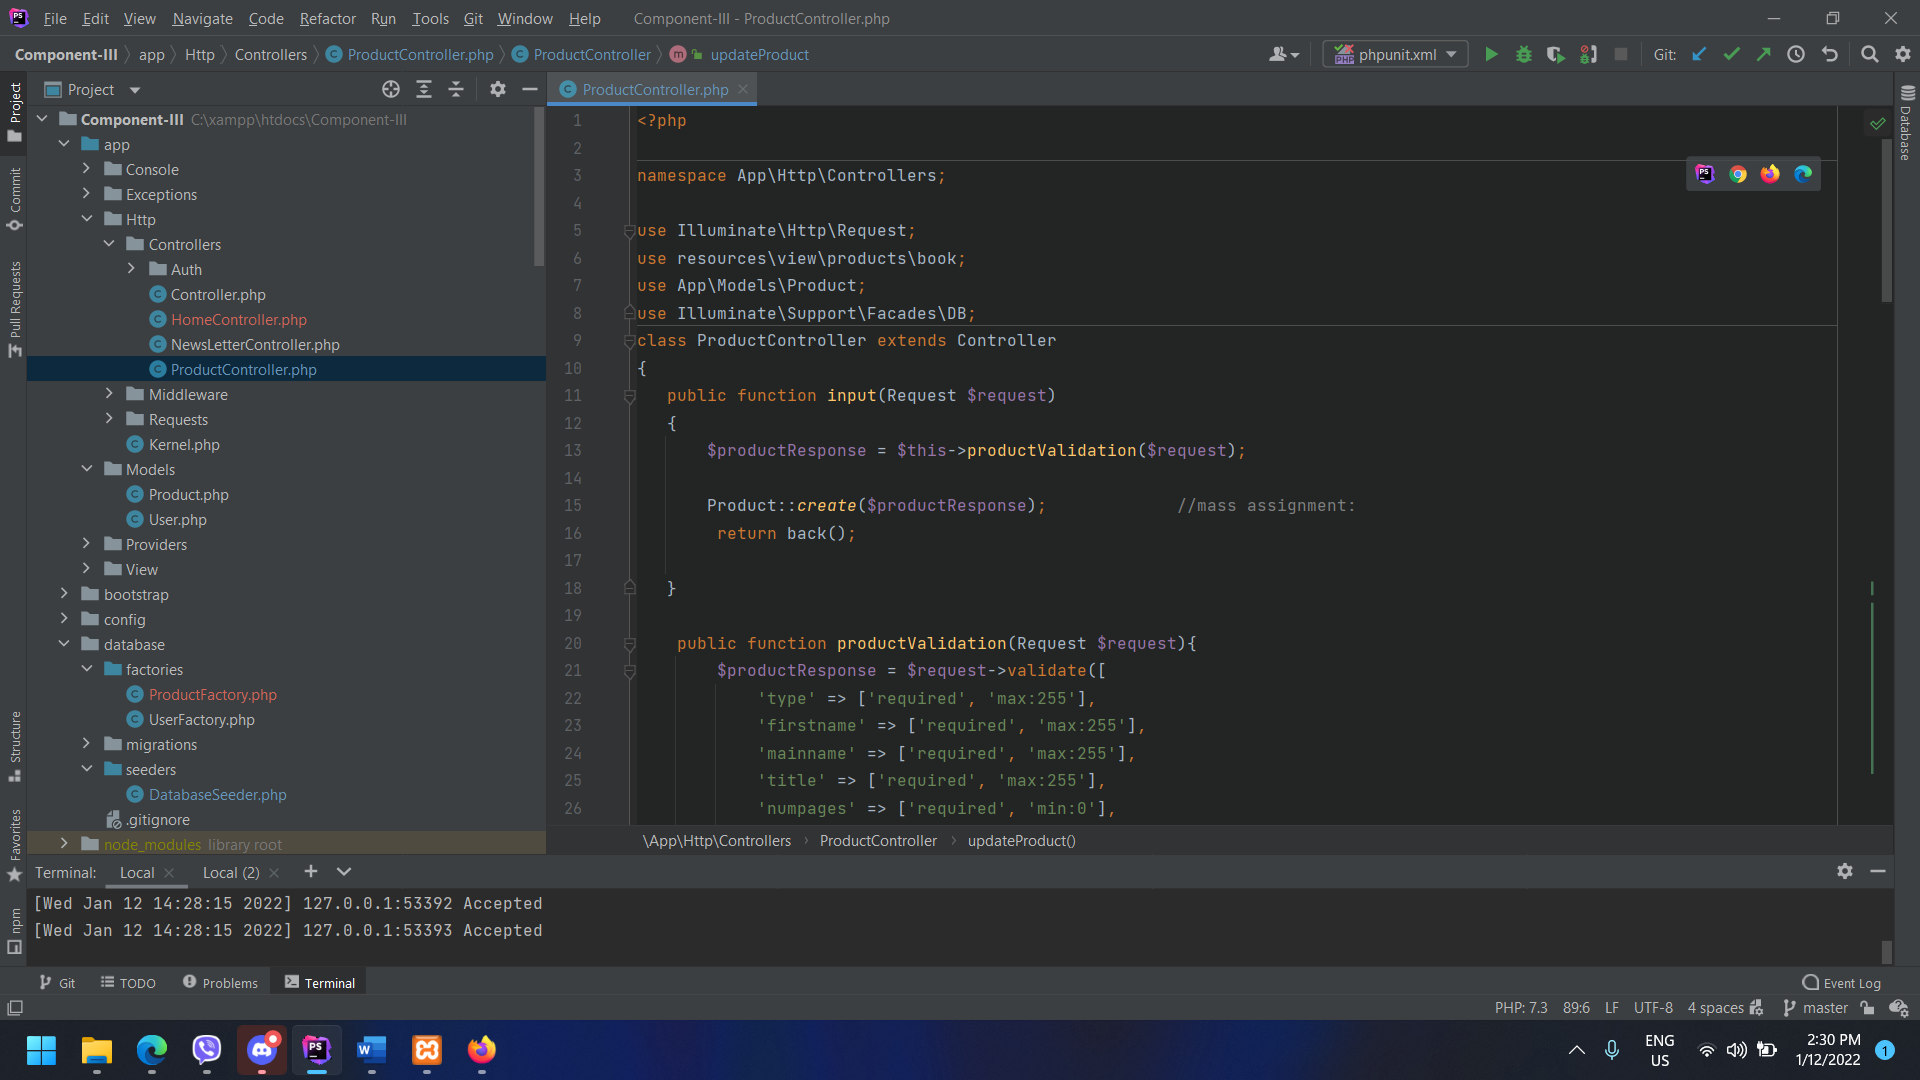 File Edit View Navigate Code Refactor Run Tools Git Window Help Component-III - ProductController.php
Component-III app Http Controllers ProductController.php ProductController m updateProduct phpunit.xml Git:
Project
ProductController.php
Component-III C:\xampp\htdocs\Component-III
app
Console
Exceptions
Http
Controllers
Auth
Controller.php
HomeController.php
NewsLetterController.php
ProductController.php
Middleware
Requests
Kernel.php
Models
Product.php
User.php
Providers
View
bootstrap
config
database
factories
ProductFactory.php
UserFactory.php
migrations
seeders
DatabaseSeeder.php
.gitignore
node_modules library root
Project
Commit
Pull Requests
Structure
Favorites
npm
Database
1 <?php
2
3 namespace App\Http\Controllers;
4
5 use Illuminate\Http\Request;
6 use resources\view\products\book;
7 use App\Models\Product;
8 use Illuminate\Support\Facades\DB;
9 class ProductController extends Controller
10 {
11 public function input(Request $request)
12 {
13 $productResponse = $this->productValidation($request);
14
15 Product::create($productResponse); //mass assignment:
16 return back();
17
18 }
19
20 public function productValidation(Request $request){
21 $productResponse = $request->validate([
22 'type' => ['required', 'max:255'],
23 'firstname' => ['required', 'max:255'],
24 'mainname' => ['required', 'max:255'],
25 'title' => ['required', 'max:255'],
26 'numpages' => ['required', 'min:0'],
\App\Http\Controllers › ProductController › updateProduct()
Terminal: Local Local (2)
[Wed Jan 12 14:28:15 2022] 127.0.0.1:53392 Accepted
[Wed Jan 12 14:28:15 2022] 127.0.0.1:53393 Accepted
Git TODO Problems Terminal Event Log
PHP: 7.3 89:6 LF UTF-8 4 spaces master
ENG
US
2:30 PM
1/12/2022
1